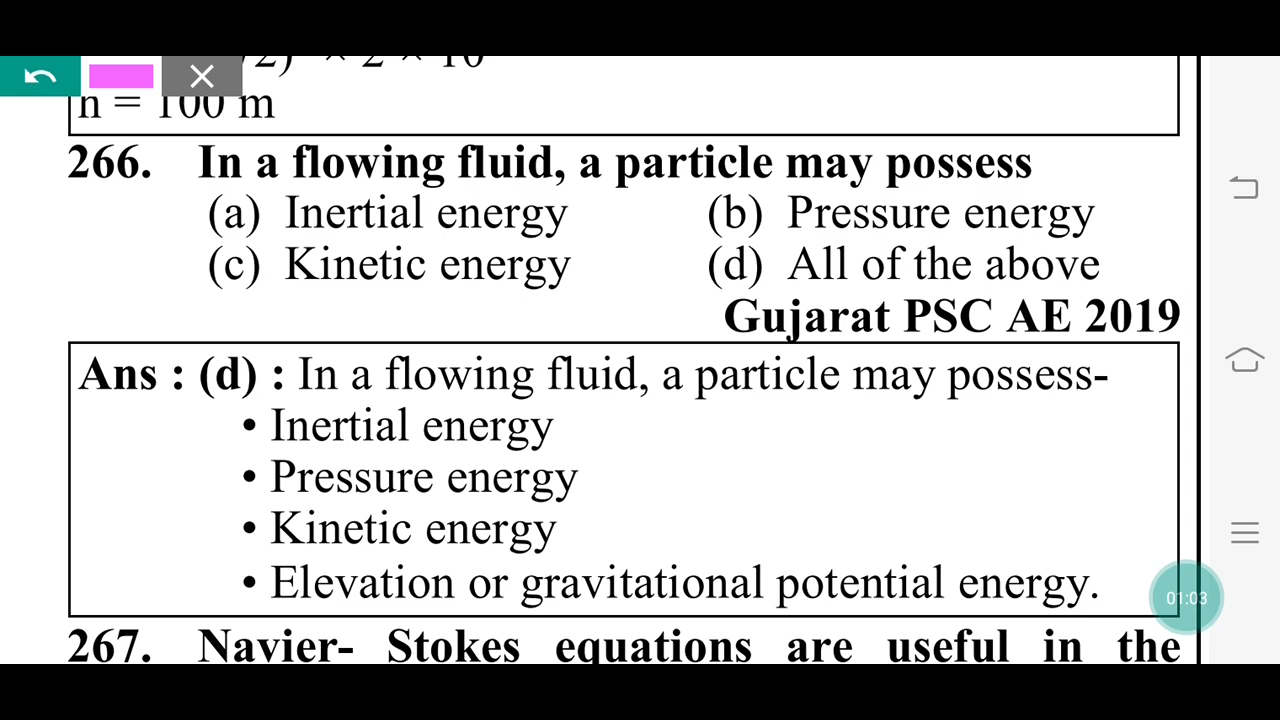 h = 100 m
266. In a flowing fluid, a particle may possess
(a) Inertial energy (b) Pressure energy
(c) Kinetic energy (d) All of the above
Gujarat PSC AE 2019
Ans : (d) : In a flowing fluid, a particle may possess-
• Inertial energy
• Pressure energy
• Kinetic energy
• Elevation or gravitational potential energy.
01:03
267. Navier- Stokes equations are useful in the